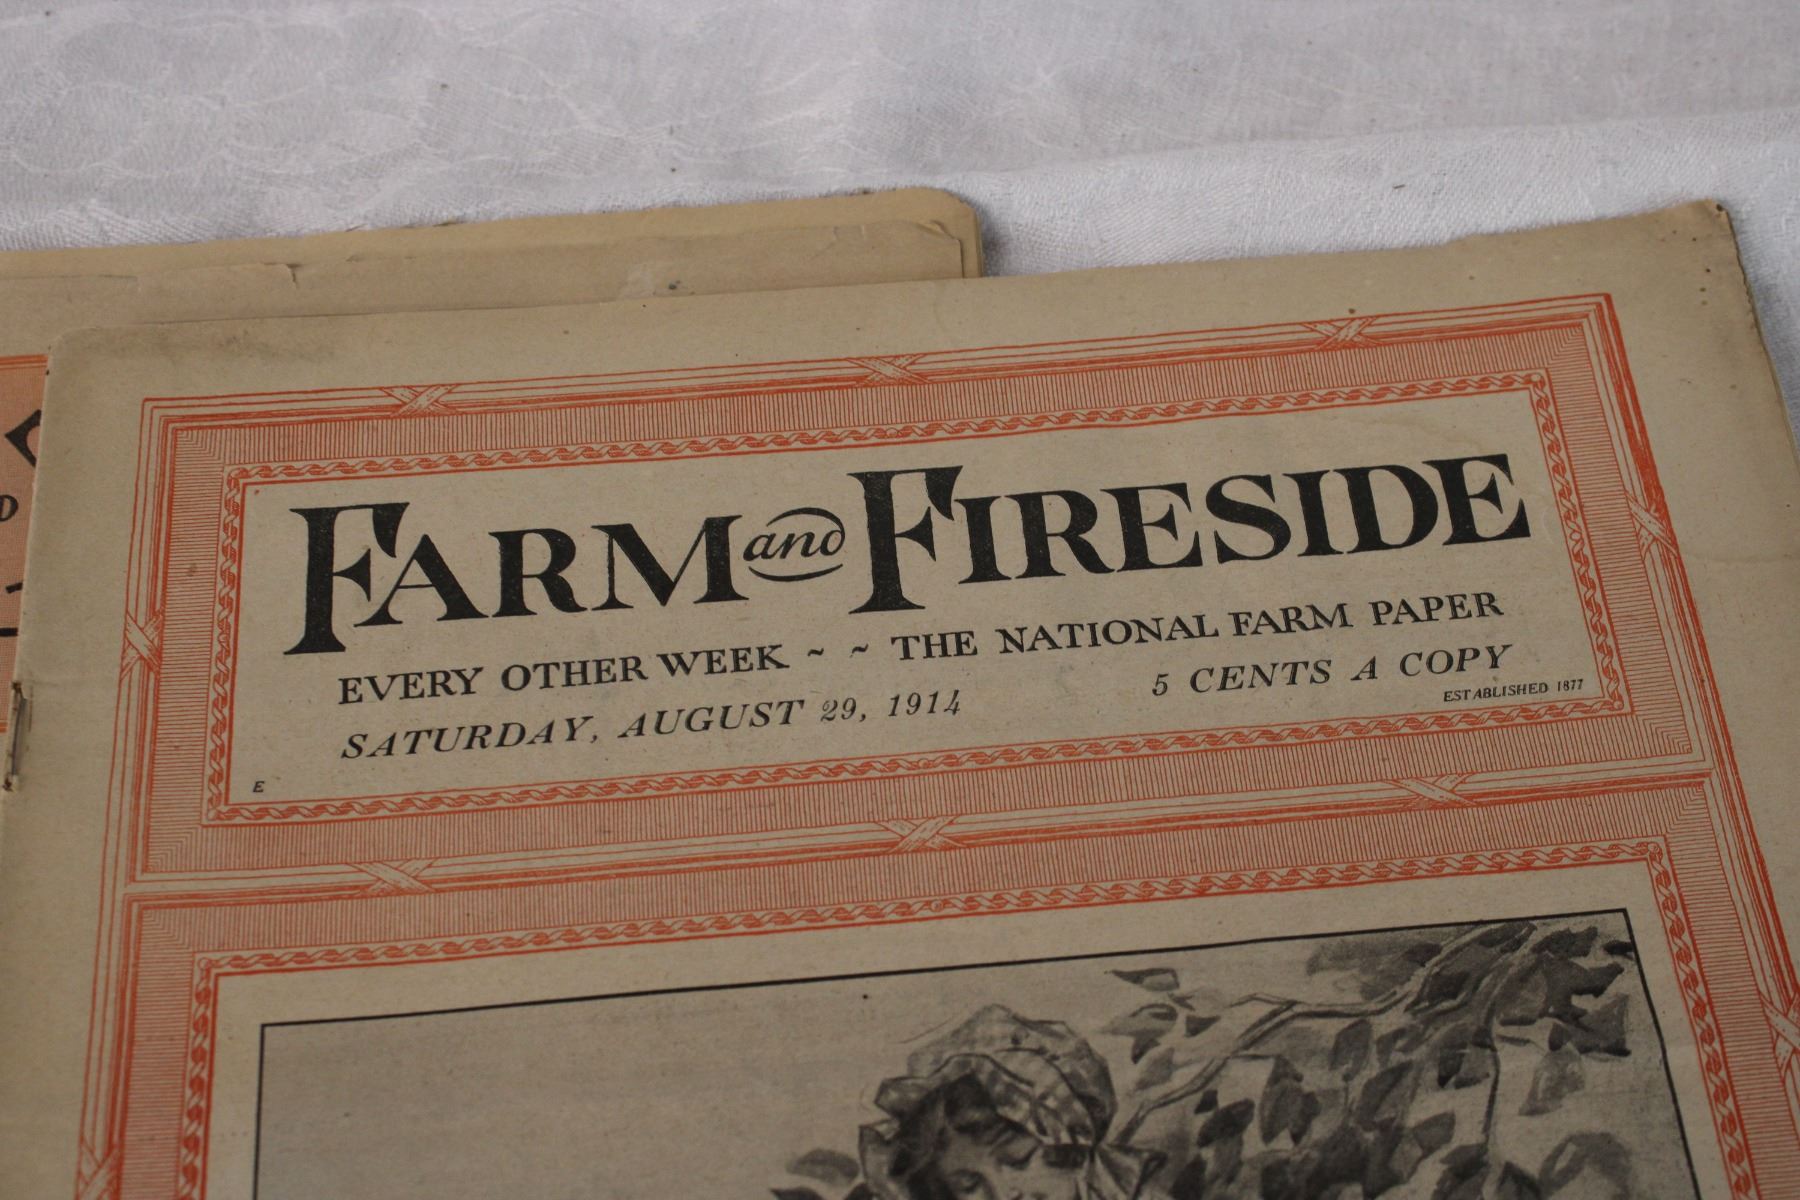 FARM and FIRESIDE
EVERY OTHER WEEK ~ ~ THE NATIONAL FARM PAPER
SATURDAY, AUGUST 29, 1914 5 CENTS A COPY
ESTABLISHED 1877
E
D